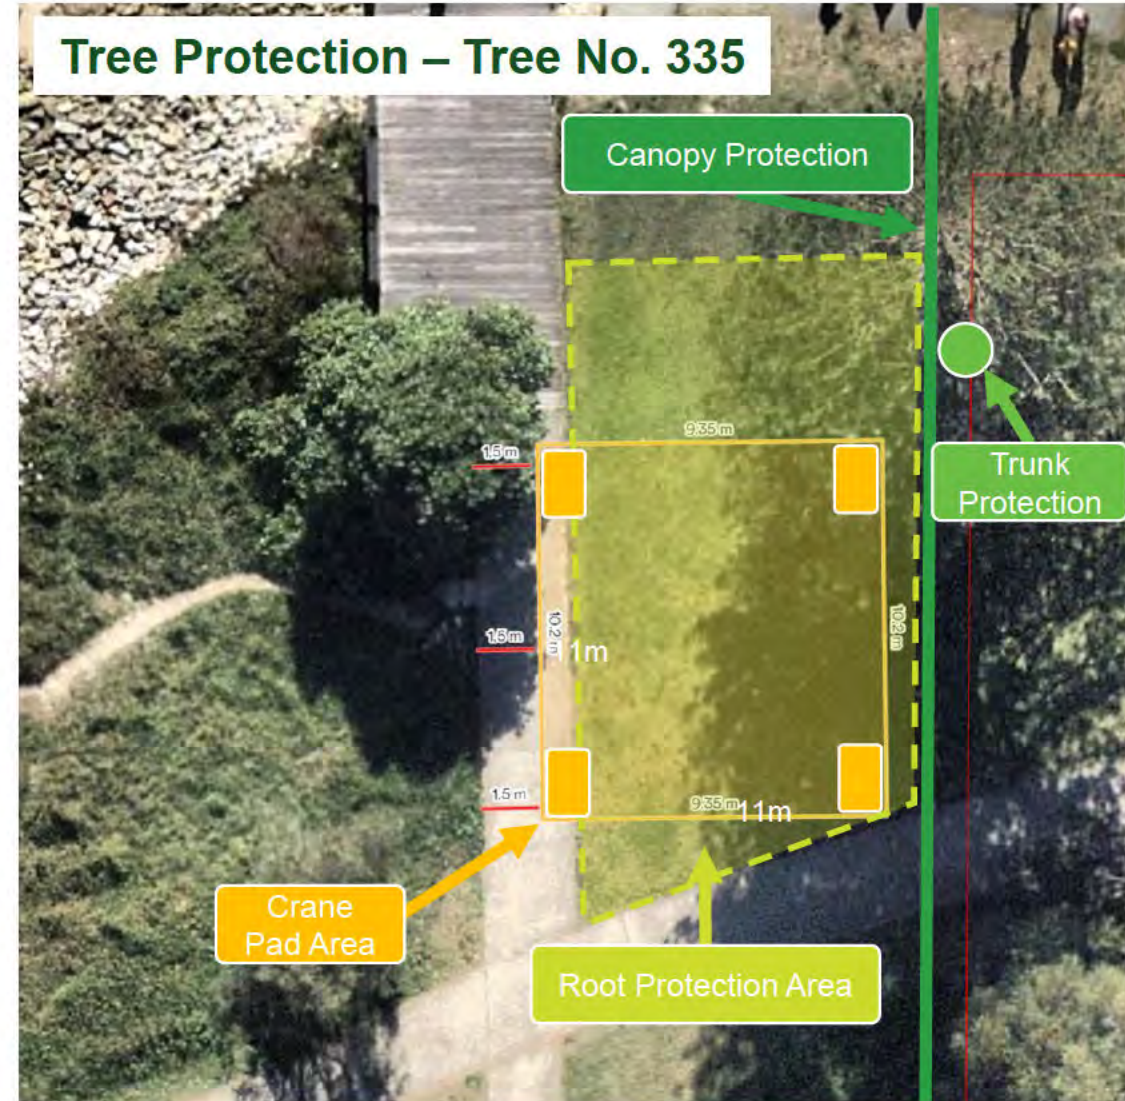 Tree Protection – Tree No. 335
Canopy Protection
9.35 m
1.5 m
Trunk
Protection
10.2 m
10.2 m
1.5 m
11m
1.5 m
9.35 m
11m
Crane
Pad Area
Root Protection Area